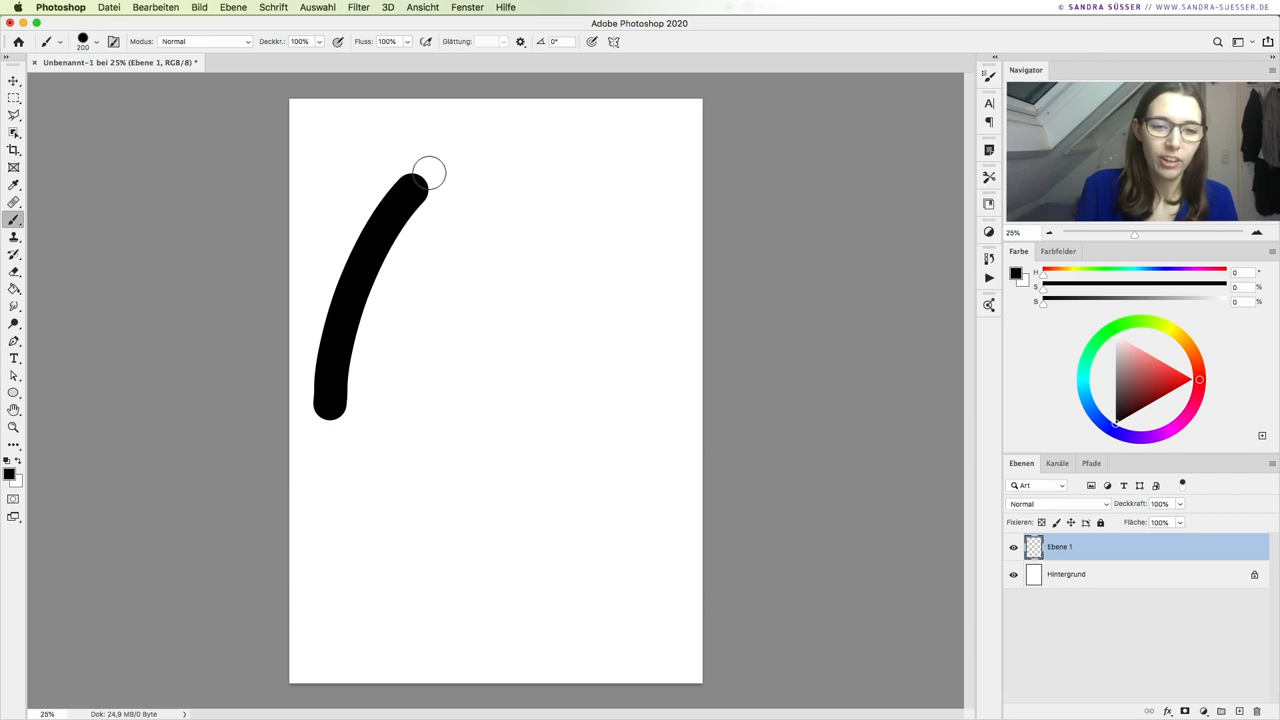 Photoshop Datei Bearbeiten Bild Ebene Schrift Auswahl Filter 3D Ansicht Fenster Hilfe
© SANDRA SÜSSER // WWW.SANDRA-SUESSER.DE
Adobe Photoshop 2020
200 Modus: Normal Deckkr.: 100% Fluss: 100% Glättung: 0°
Unbenannt-1 bei 25% (Ebene 1, RGB/8) *
Navigator
25%
Farbe Farbfelder
H 0 °
S 0 %
B 0 %
Ebenen Kanäle Pfade
Art
Normal Deckkraft: 100%
Fixieren: Fläche: 100%
Ebene 1
Hintergrund
25% Dok: 24,9 MB/0 Byte